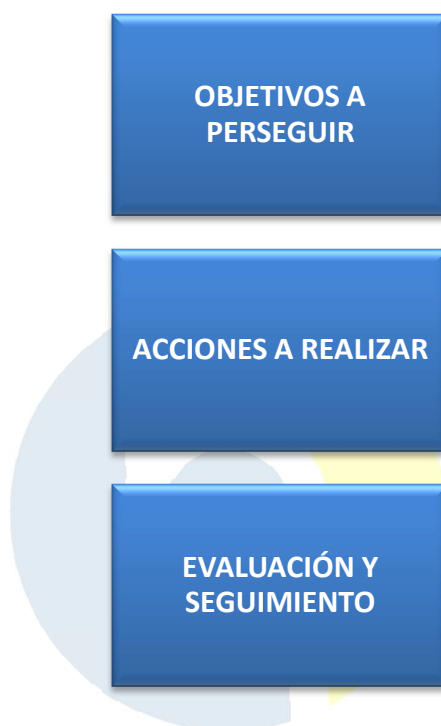 OBJETIVOS A
PERSEGUIR
ACCIONES A REALIZAR
EVALUACIÓN Y
SEGUIMIENTO